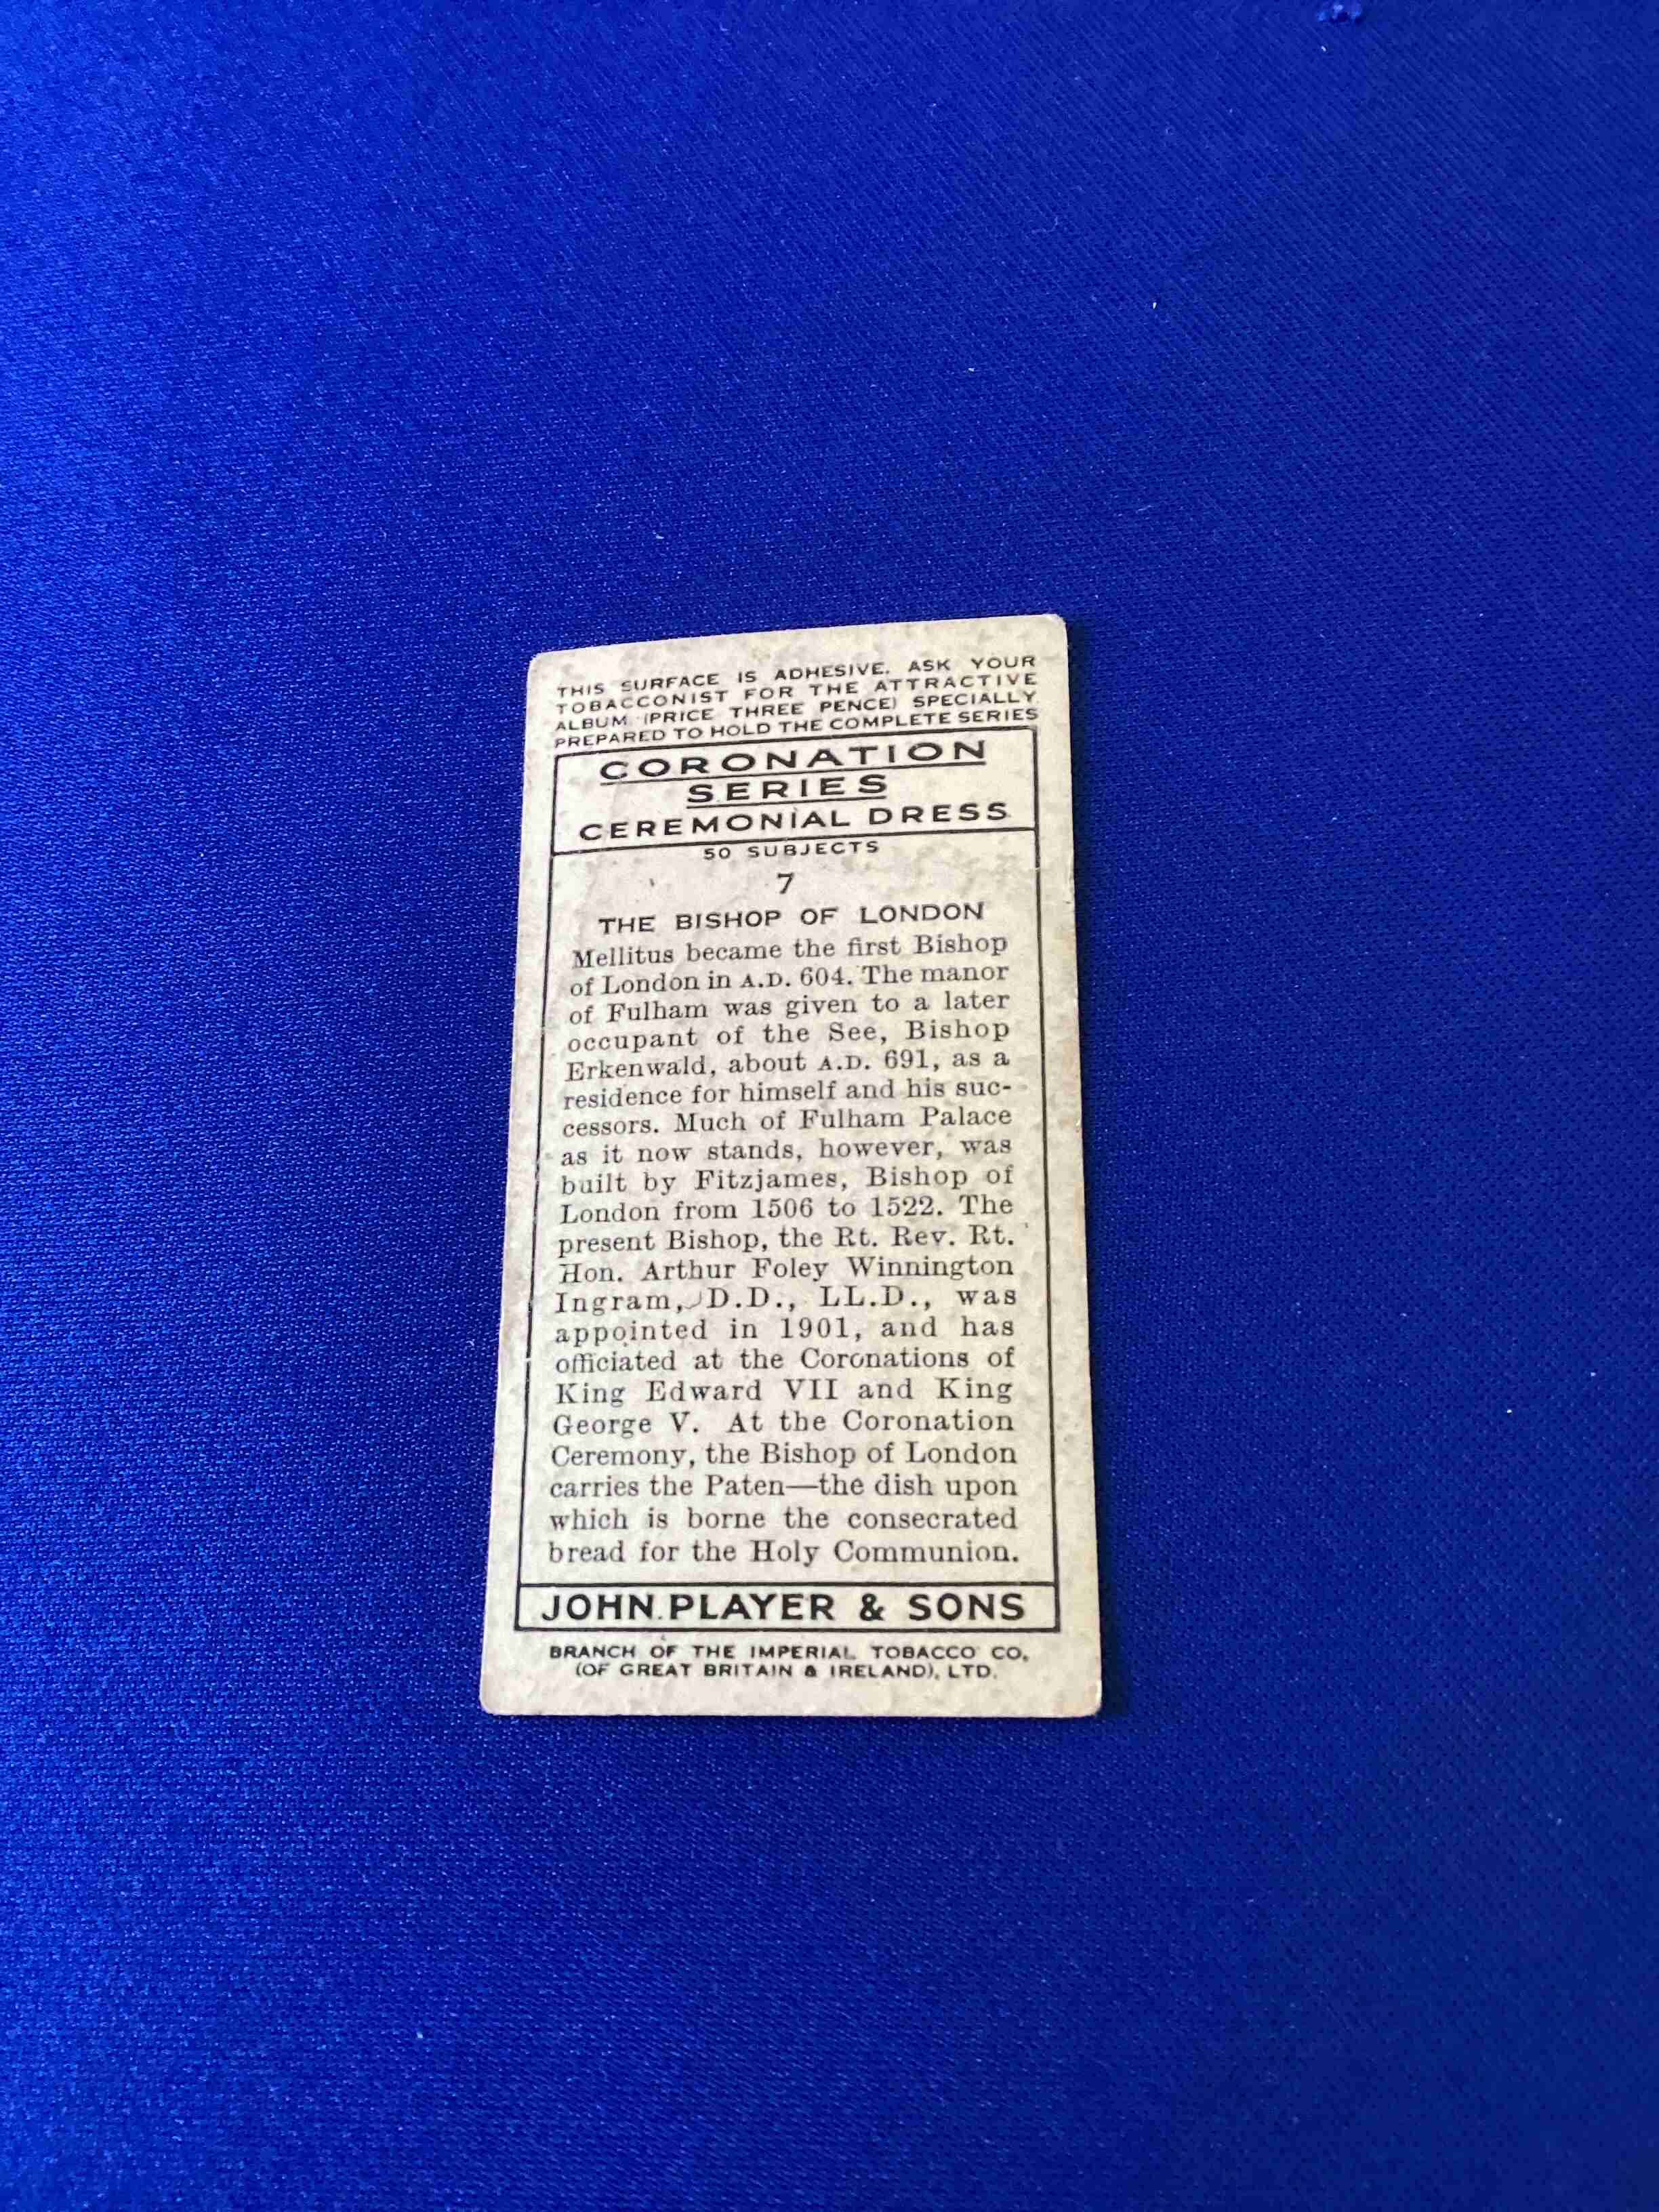 THIS SURFACE IS ADHESIVE. ASK YOUR
TOBACCONIST FOR THE ATTRACTIVE
ALBUM (PRICE THREE PENCE) SPECIALLY
PREPARED TO HOLD THE COMPLETE SERIES
CORONATION
SERIES
CEREMONIAL DRESS
50 SUBJECTS
7
THE BISHOP OF LONDON
Mellitus became the first Bishop
of London in A.D. 604. The manor
of Fulham was given to a later
occupant of the See, Bishop
Erkenwald, about A.D. 691, as a
residence for himself and his suc-
cessors. Much of Fulham Palace
as it now stands, however, was
built by Fitzjames, Bishop of
London from 1506 to 1522. The
present Bishop, the Rt. Rev. Rt.
Hon. Arthur Foley Winnington
Ingram, D.D., LL.D., was
appointed in 1901, and has
officiated at the Coronations of
King Edward VII and King
George V. At the Coronation
Ceremony, the Bishop of London
carries the Paten—the dish upon
which is borne the consecrated
bread for the Holy Communion.
JOHN PLAYER & SONS
BRANCH OF THE IMPERIAL TOBACCO CO.
(OF GREAT BRITAIN & IRELAND), LTD.